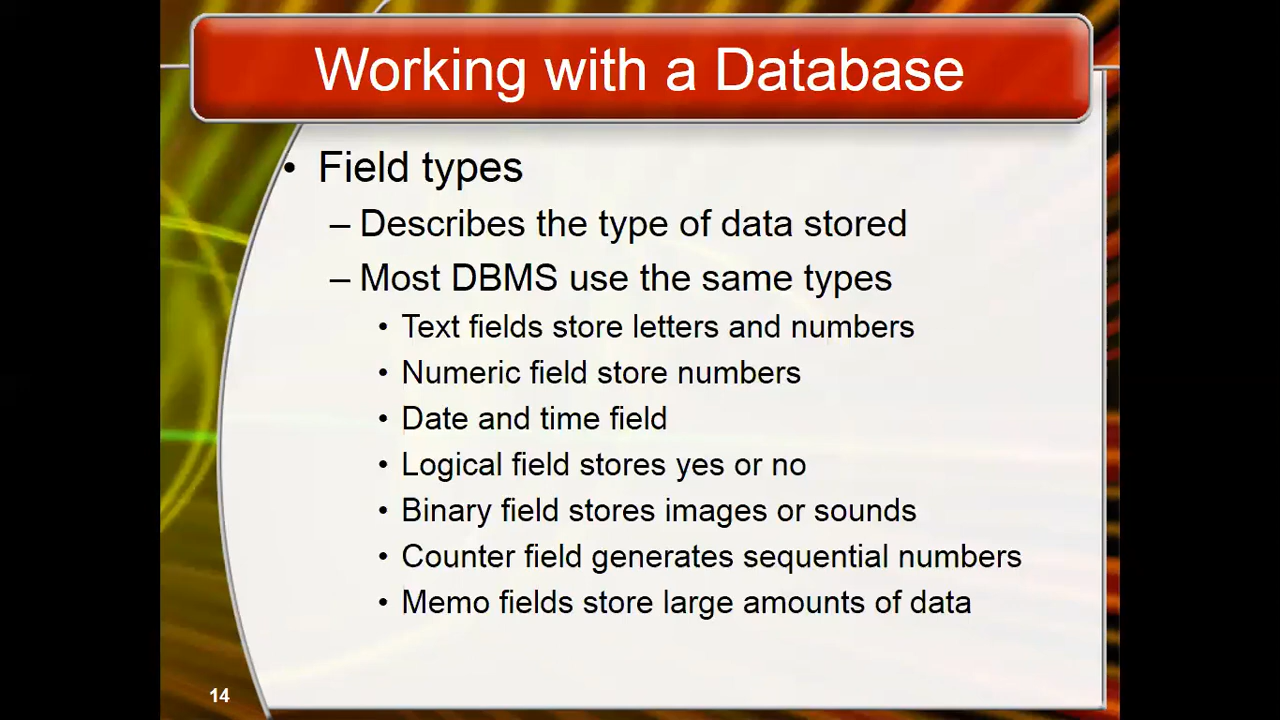 Working with a Database
• Field types
– Describes the type of data stored
– Most DBMS use the same types
• Text fields store letters and numbers
• Numeric field store numbers
• Date and time field
• Logical field stores yes or no
• Binary field stores images or sounds
• Counter field generates sequential numbers
• Memo fields store large amounts of data
14